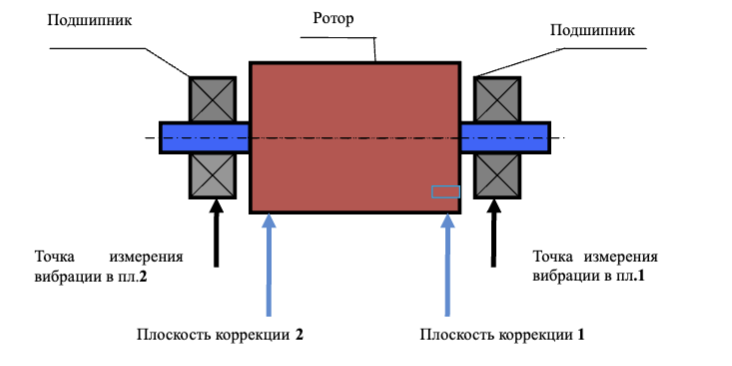 Подшипник
Ротор
Подшипник
Точка измерения
вибрации в пл.2
Точка измерения
вибрации в пл.1
Плоскость коррекции 2
Плоскость коррекции 1